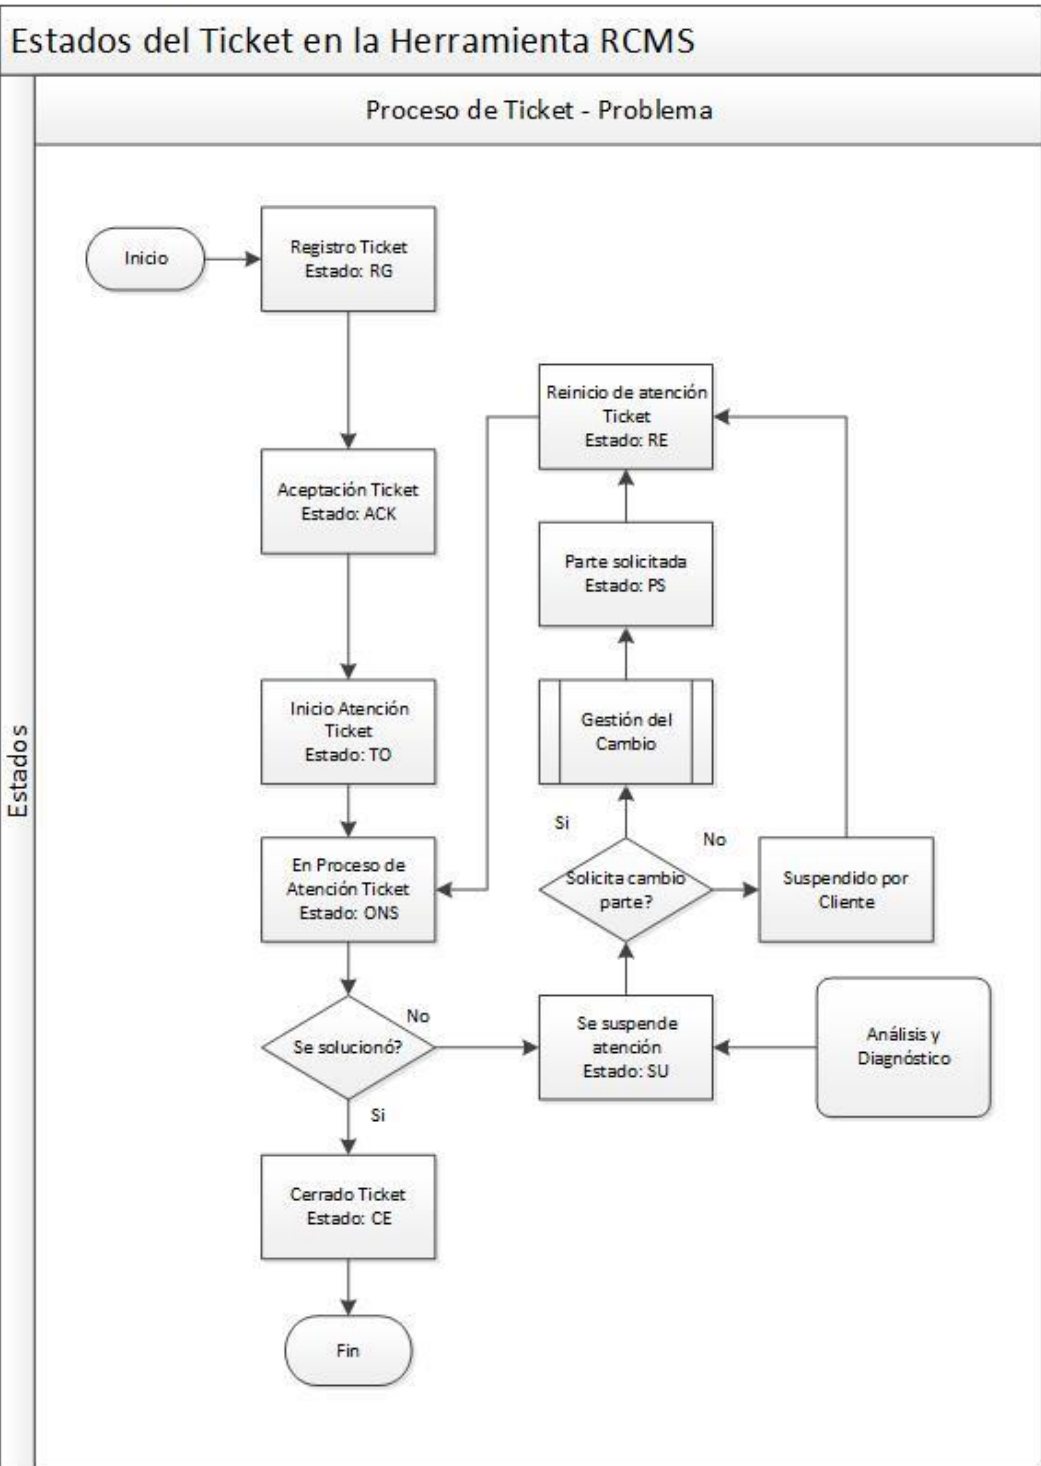 Estados del Ticket en la Herramienta RCMS
Proceso de Ticket - Problema
Estados
Inicio
Registro Ticket
Estado: RG
Aceptación Ticket
Estado: ACK
Inicio Atención
Ticket
Estado: TO
En Proceso de
Atención Ticket
Estado: ONS
Se solucionó?
No
Si
Cerrado Ticket
Estado: CE
Fin
Reinicio de atención
Ticket
Estado: RE
Parte solicitada
Estado: PS
Gestión del
Cambio
Si
No
Solicita cambio
parte?
Suspendido por
Cliente
Se suspende
atención
Estado: SU
Análisis y
Diagnóstico